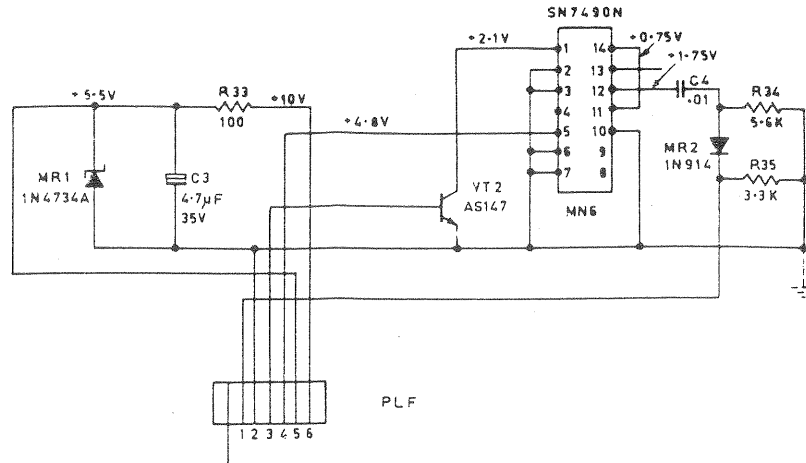 SN7490N
+2·1V
1 14
+0·75V
+1·75V
2 13
3 12
C4
·01
4 11
5 10
6 9
7 8
MN6
+5·5V
R33
100
+10V
+4·8V
R34
5·6K
MR2
1N914
R35
3·3K
MR1
1N4734A
C3
4·7µF
35V
VT2
AS147
PLF
1 2 3 4 5 6